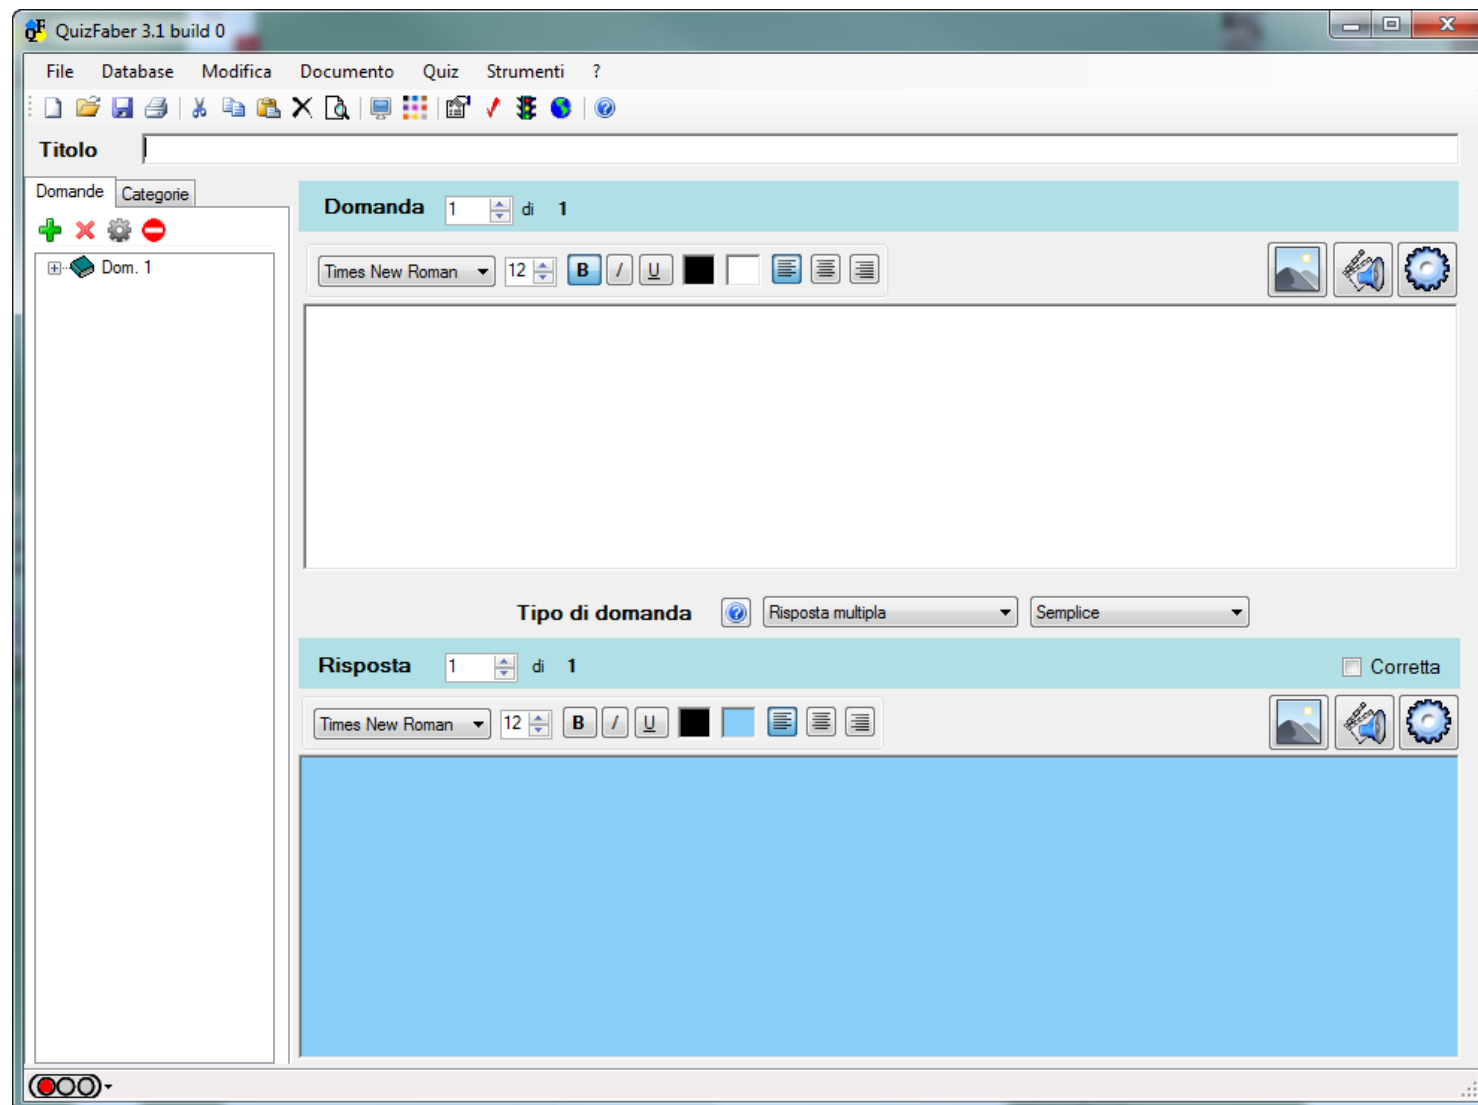 QuizFaber 3.1 build 0
File Database Modifica Documento Quiz Strumenti ?
Titolo
Domande Categorie
Domanda 1 di 1
Dom. 1
Times New Roman 12 B I U
Tipo di domanda Risposta multipla Semplice
Risposta 1 di 1 Corretta
Times New Roman 12 B I U